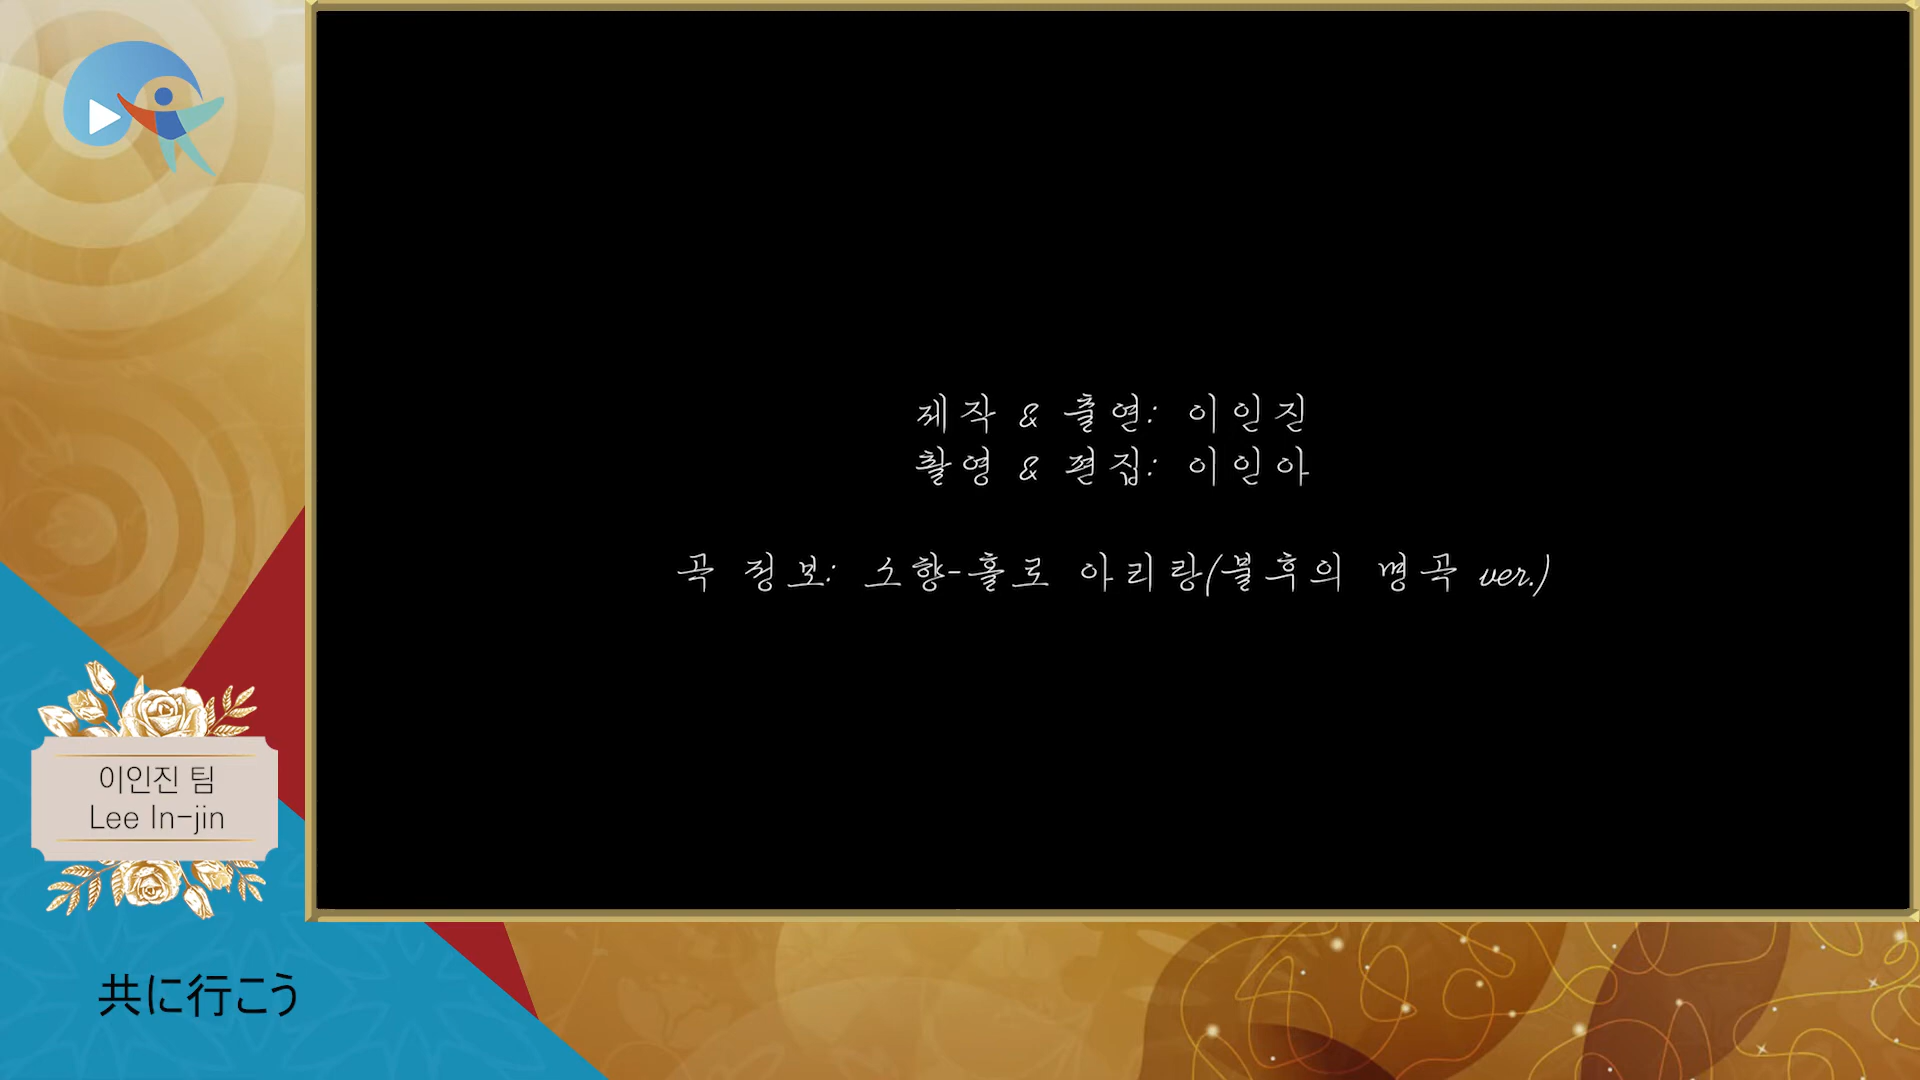 제작 & 출연: 이인진
촬영 & 편집: 이인아
곡 정보: 소향-홀로 아리랑(불후의 명곡 ver.)
이인진 팀
Lee In-jin
共に行こう